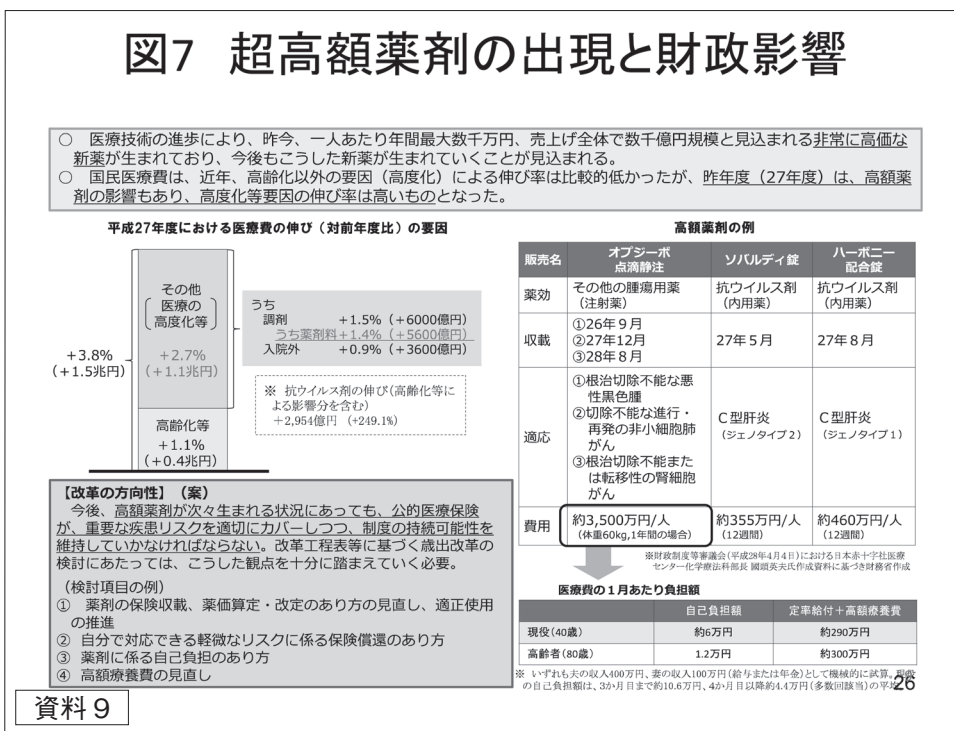 図7 超高額薬剤の出現と財政影響
○ 医療技術の進歩により、昨今、一人あたり年間最大数千万円、売上げ全体で数千億円規模と見込まれる非常に高価な
新薬が生まれており、今後もこうした新薬が生まれていくことが見込まれる。
○ 国民医療費は、近年、高齢化以外の要因（高度化）による伸び率は比較的低かったが、昨年度（27年度）は、高額薬
剤の影響もあり、高度化等要因の伸び率は高いものとなった。
平成27年度における医療費の伸び（対前年度比）の要因
+3.8%
（+1.5兆円）
その他
医療の
高度化等
+2.7%
（+1.1兆円）
高齢化等
+1.1%
（+0.4兆円）
うち
調剤 +1.5%（+6000億円）
うち薬剤料+1.4%（+5600億円）
入院外 +0.9%（+3600億円）
※ 抗ウイルス剤の伸び(高齢化等に
よる影響分を含む)
+2,954億円 (+249.1%)
【改革の方向性】（案）
今後、高額薬剤が次々生まれる状況にあっても、公的医療保険
が、重要な疾患リスクを適切にカバーしつつ、制度の持続可能性を
維持していかなければならない。改革工程表等に基づく歳出改革の
検討にあたっては、こうした観点を十分に踏まえていく必要。
（検討項目の例）
① 薬剤の保険収載、薬価算定・改定のあり方の見直し、適正使用
の推進
② 自分で対応できる軽微なリスクに係る保険償還のあり方
③ 薬剤に係る自己負担のあり方
④ 高額療養費の見直し
高額薬剤の例
販売名 オプジーボ 点滴静注 ソバルディ錠 ハーボニー 配合錠
薬効 その他の腫瘍用薬 抗ウイルス剤 抗ウイルス剤
（注射薬） （内用薬） （内用薬）
収載 ①26年9月
②27年12月 27年5月 27年8月
③28年8月
適応 ①根治切除不能な悪
性黒色腫
②切除不能な進行・
再発の非小細胞肺
がん
③根治切除不能また
は転移性の腎細胞
がん
C型肝炎
（ジェノタイプ2）
C型肝炎
（ジェノタイプ1）
費用 約3,500万円/人 約355万円/人 約460万円/人
（体重60kg,1年間の場合） （12週間） （12週間）
※財政制度等審議会(平成28年4月4日)における日本赤十字社医療
センター化学療法科部長 國頭英夫氏作成資料に基づき財務省作成
医療費の1月あたり負担額
自己負担額 定率給付＋高額療養費
現役（40歳） 約6万円 約290万円
高齢者（80歳） 1.2万円 約300万円
※ いずれも夫の収入400万円、妻の収入100万円（給与または年金）として機械的に試算。
の自己負担額は、3か月目まで約10.6万円、4か月目以降約4.4万円（多数回該当）の平
26
資料9